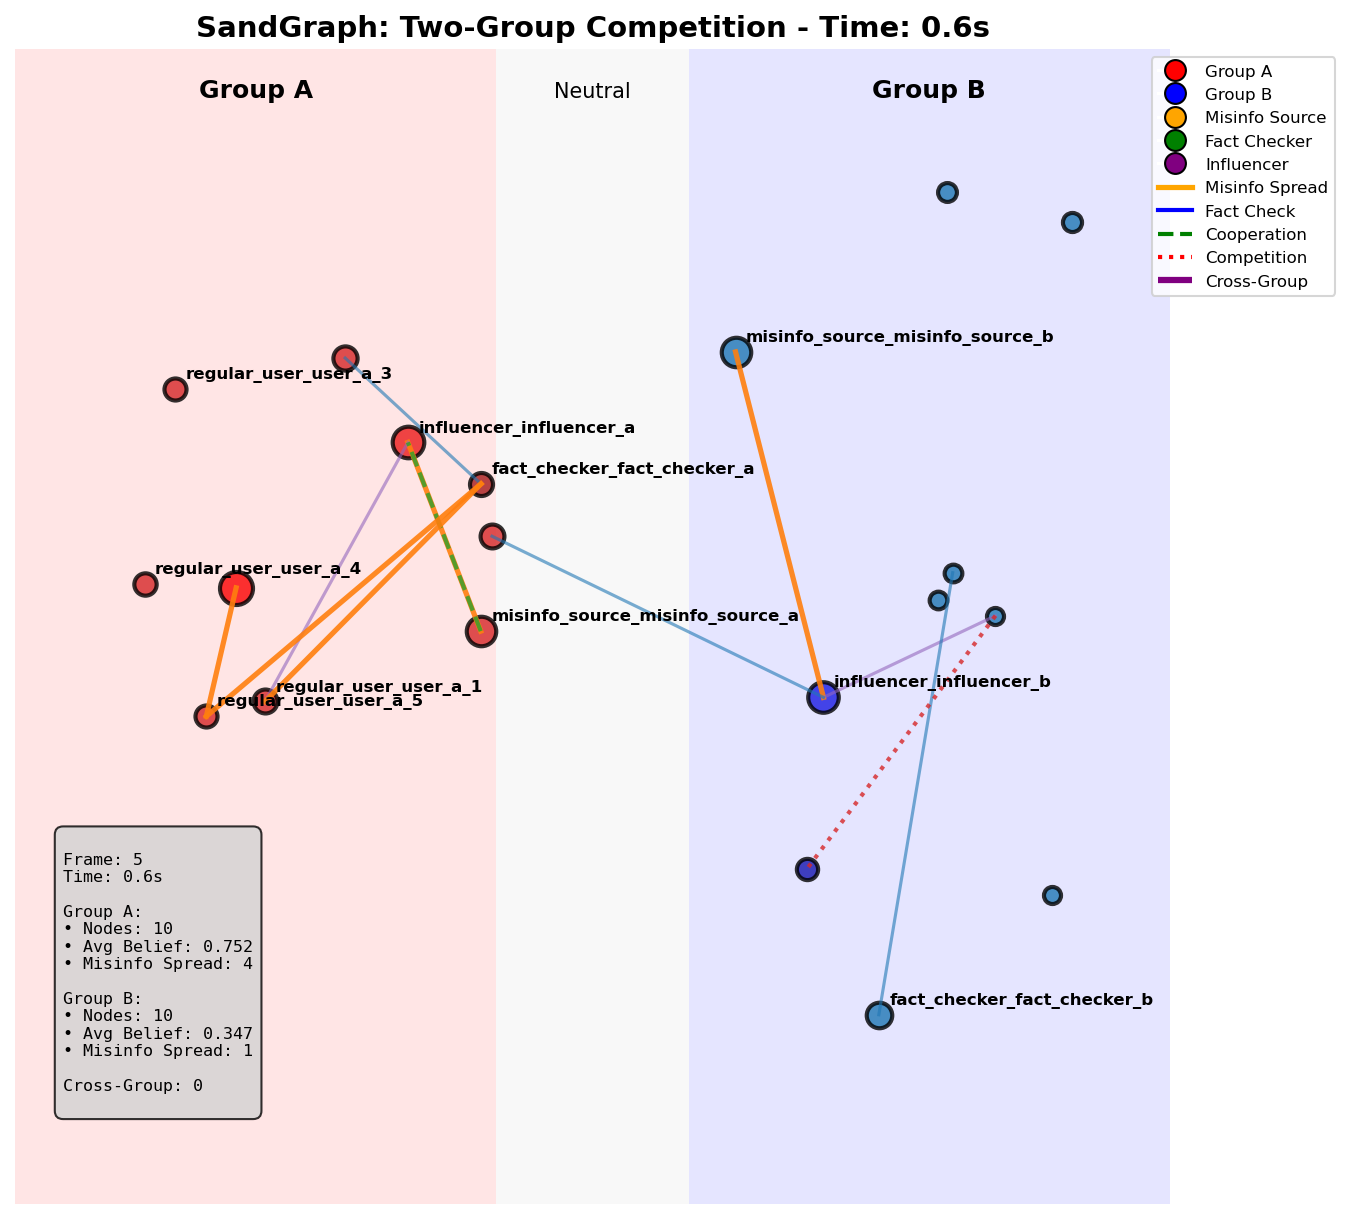 SandGraph: Two-Group Competition - Time: 0.6s
Group A
Neutral
Group B
Group A
Group B
Misinfo Source
Fact Checker
Influencer
Misinfo Spread
Fact Check
Cooperation
Competition
Cross-Group
misinfo_source_misinfo_source_b
regular_user_user_a_3
influencer_influencer_a
fact_checker_fact_checker_a
regular_user_user_a_4
misinfo_source_misinfo_source_a
influencer_influencer_b
regular_user_user_a_1
regular_user_user_a_5
Frame: 5
Time: 0.6s
Group A:
• Nodes: 10
• Avg Belief: 0.752
• Misinfo Spread: 4
Group B:
• Nodes: 10
• Avg Belief: 0.347
• Misinfo Spread: 1
Cross-Group: 0
fact_checker_fact_checker_b